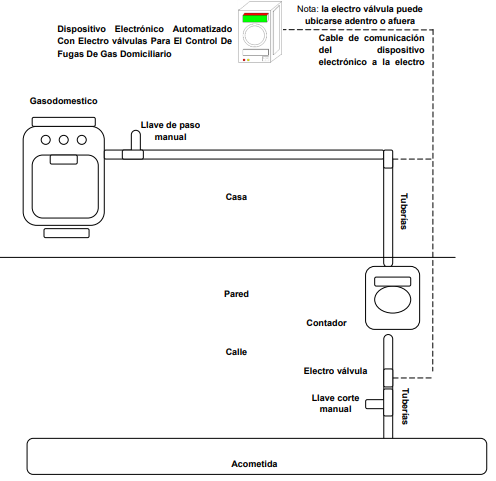 Nota: la electro válvula puede
ubicarse adentro o afuera
Dispositivo Electrónico Automatizado
Con Electro válvulas Para El Control De
Fugas De Gas Domiciliario
Cable de comunicación
del dispositivo
electrónico a la electro
Gasodomestico
Llave de paso
manual
Casa
Tuberías
Pared
Contador
Calle
Electro válvula
Llave corte
manual
Tuberías
Acometida